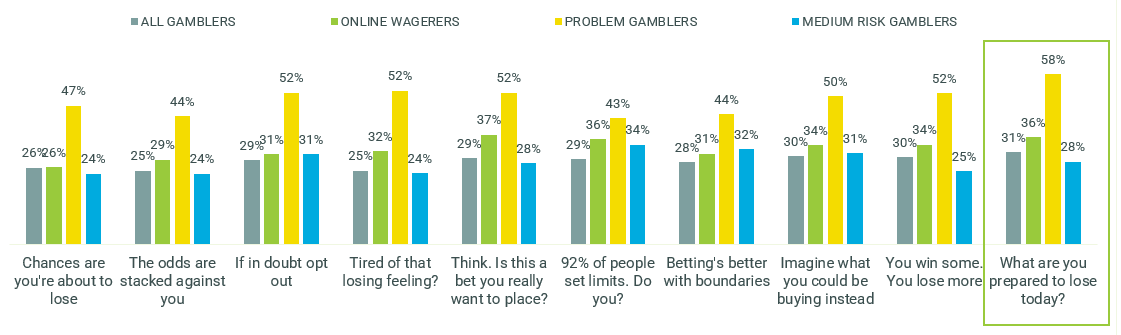 ALL GAMBLERS ONLINE WAGERERS PROBLEM GAMBLERS MEDIUM RISK GAMBLERS
26% 26% 47% 24%
25% 29% 44% 24%
29% 31% 52% 31%
25% 32% 52% 24%
29% 37% 52% 28%
29% 36% 43% 34%
28% 31% 44% 32%
30% 34% 50% 31%
30% 34% 52% 25%
31% 36% 58% 28%
Chances are
you're about to
lose
The odds are
stacked against
you
If in doubt opt
out
Tired of that
losing feeling?
Think. Is this a
bet you really
want to place?
92% of people
set limits. Do
you?
Betting's better
with boundaries
Imagine what
you could be
buying instead
You win some.
You lose more
What are you
prepared to lose
today?